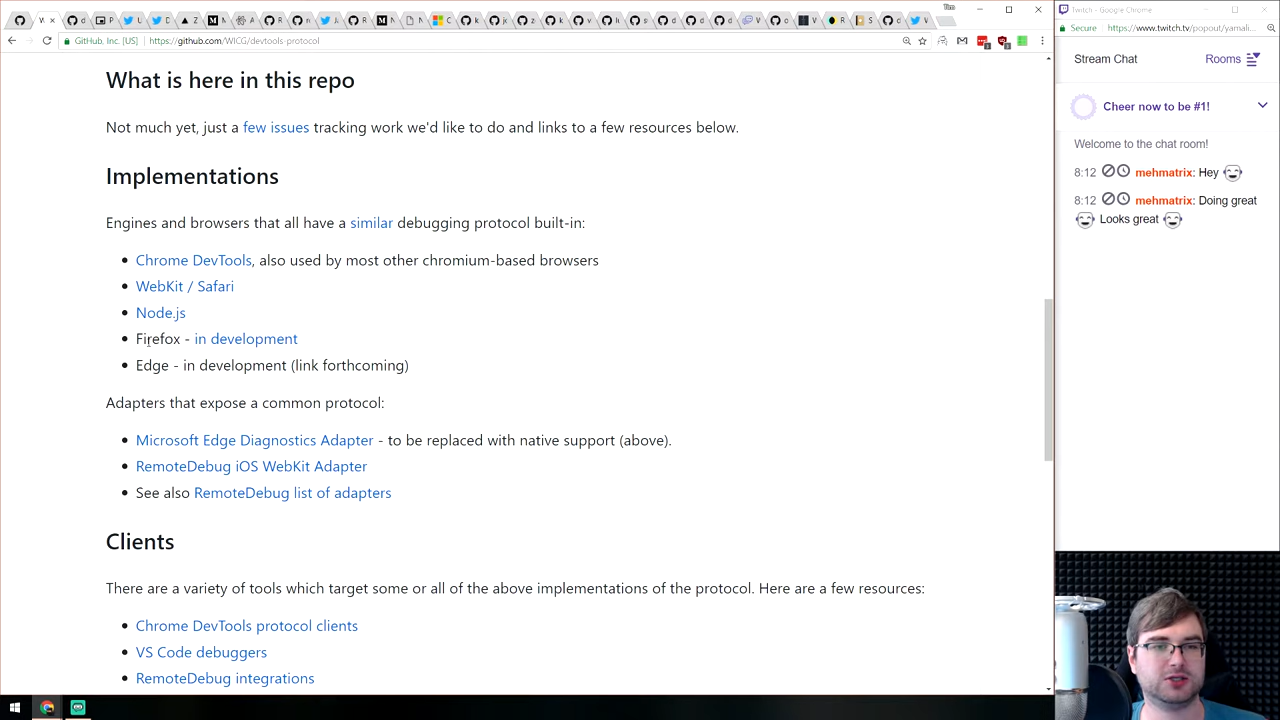 GitHub, Inc. [US]
https://github.com/WICG/devtools-protocol
What is here in this repo
Not much yet, just a few issues tracking work we'd like to do and links to a few resources below.
Implementations
Engines and browsers that all have a similar debugging protocol built-in:
Chrome DevTools, also used by most other chromium-based browsers
WebKit / Safari
Node.js
Firefox - in development
Edge - in development (link forthcoming)
Adapters that expose a common protocol:
Microsoft Edge Diagnostics Adapter - to be replaced with native support (above).
RemoteDebug iOS WebKit Adapter
See also RemoteDebug list of adapters
Clients
There are a variety of tools which target some or all of the above implementations of the protocol. Here are a few resources:
Chrome DevTools protocol clients
VS Code debuggers
RemoteDebug integrations
Twitch - Google Chrome
Secure
https://www.twitch.tv/popout/yamali...
Stream Chat
Rooms
Cheer now to be #1!
Welcome to the chat room!
8:12 mehmatrix: Hey
8:12 mehmatrix: Doing great
Looks great